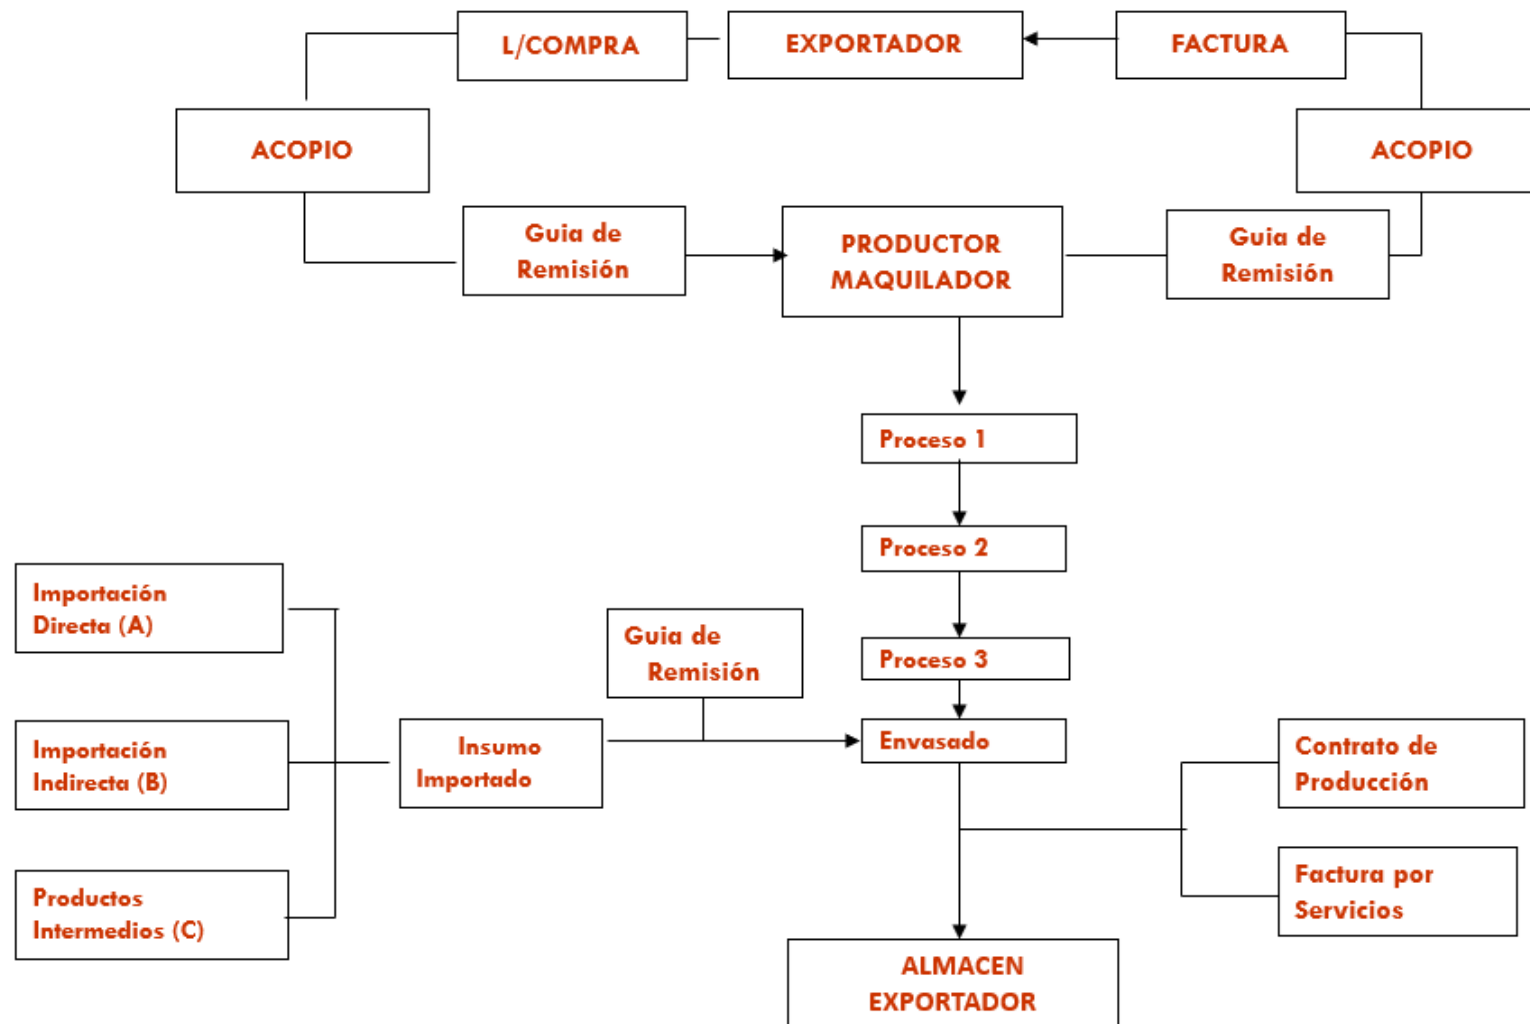 L/COMPRA
EXPORTADOR
FACTURA
ACOPIO
ACOPIO
Guia de
Remisión
PRODUCTOR
MAQUILADOR
Guia de
Remisión
Proceso 1
Proceso 2
Importación
Directa (A)
Guia de
Remisión
Proceso 3
Importación
Indirecta (B)
Insumo
Importado
Envasado
Contrato de
Producción
Productos
Intermedios (C)
Factura por
Servicios
ALMACEN
EXPORTADOR